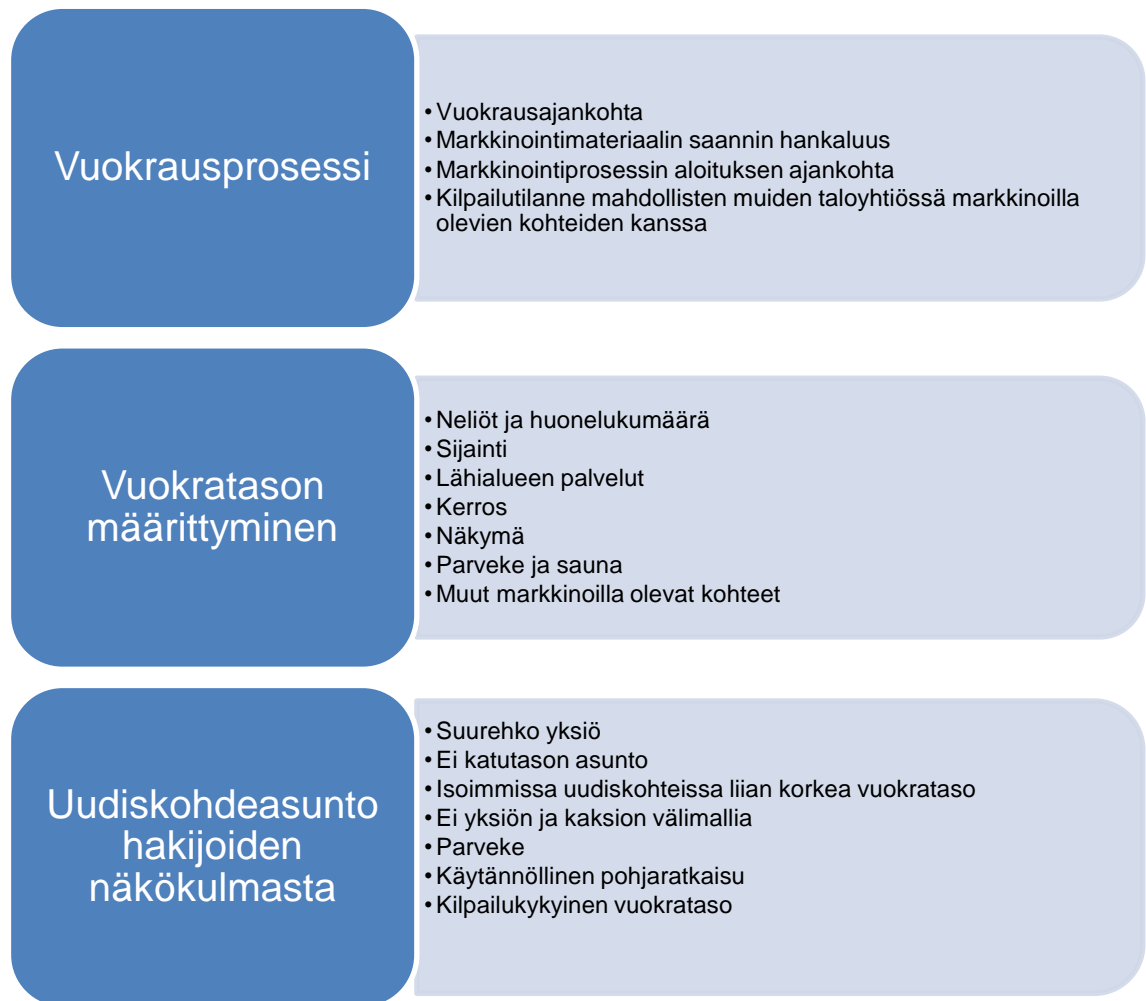 Vuokrausprosessi
• Vuokrausajankohta
• Markkinointimateriaalin saannin hankaluus
• Markkinointiprosessin aloituksen ajankohta
• Kilpailutilanne mahdollisten muiden taloyhtiössä markkinoilla
olevien kohteiden kanssa
Vuokratason
määrittyminen
• Neliöt ja huonelukumäärä
• Sijainti
• Lähialueen palvelut
• Kerros
• Näkymä
• Parveke ja sauna
• Muut markkinoilla olevat kohteet
Uudiskohdeasunto
hakijoiden
näkökulmasta
• Suurehko yksiö
• Ei katutason asunto
• Isoimmissa uudiskohteissa liian korkea vuokrataso
• Ei yksiön ja kaksion välimallia
• Parveke
• Käytännöllinen pohjaratkaisu
• Kilpailukykyinen vuokrataso